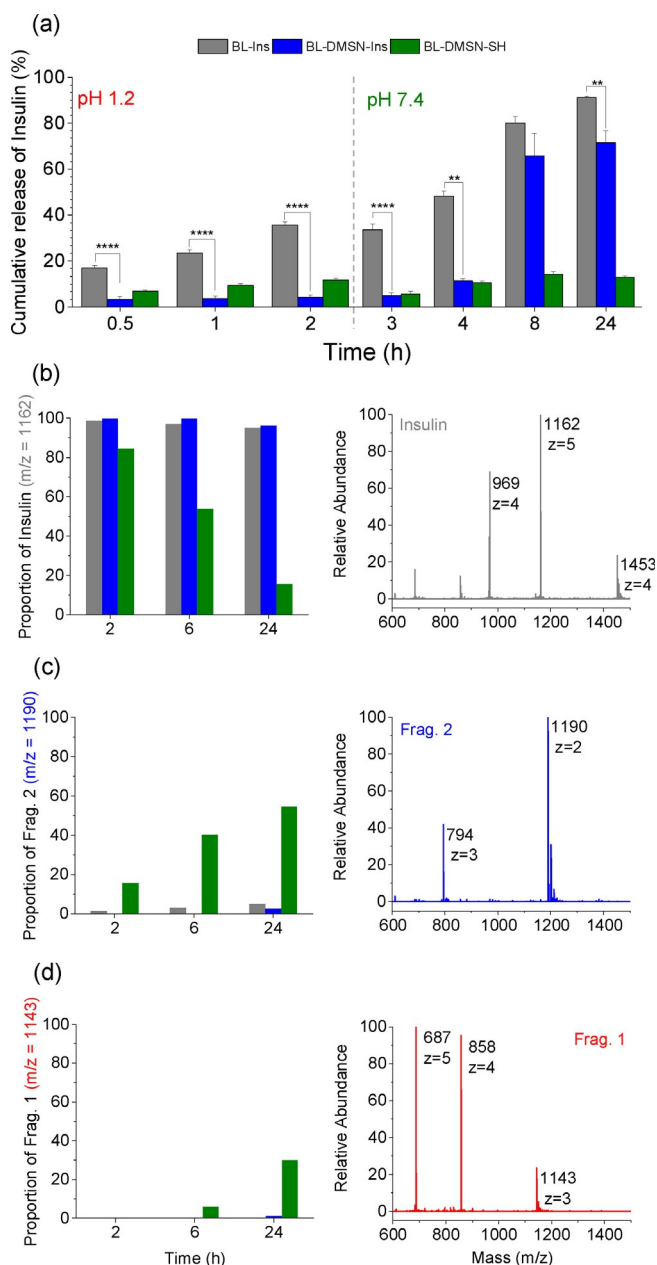 (a)
BL-Ins BL-DMSN-Ins BL-DMSN-SH
Cumulative release of Insulin (%)
100
80
60
40
20
0
pH 1.2
pH 7.4
****
****
****
****
**
**
0.5 1 2 3 4 8 24
Time (h)
(b)
Proportion of Insulin (m/z = 1162)
100
80
60
40
20
0
2 6 24
Relative Abundance
100
80
60
40
20
0
Insulin
1162
z=5
969
z=4
1453
z=4
600 800 1000 1200 1400
(c)
Proportion of Frag. 2 (m/z = 1190)
100
80
60
40
20
0
2 6 24
Relative Abundance
100
80
60
40
20
0
Frag. 2
1190
z=2
794
z=3
600 800 1000 1200 1400
(d)
Proportion of Frag. 1 (m/z = 1143)
100
80
60
40
20
0
2 6 24
Time (h)
Relative Abundance
100
80
60
40
20
0
Frag. 1
687
z=5
858
z=4
1143
z=3
600 800 1000 1200 1400
Mass (m/z)